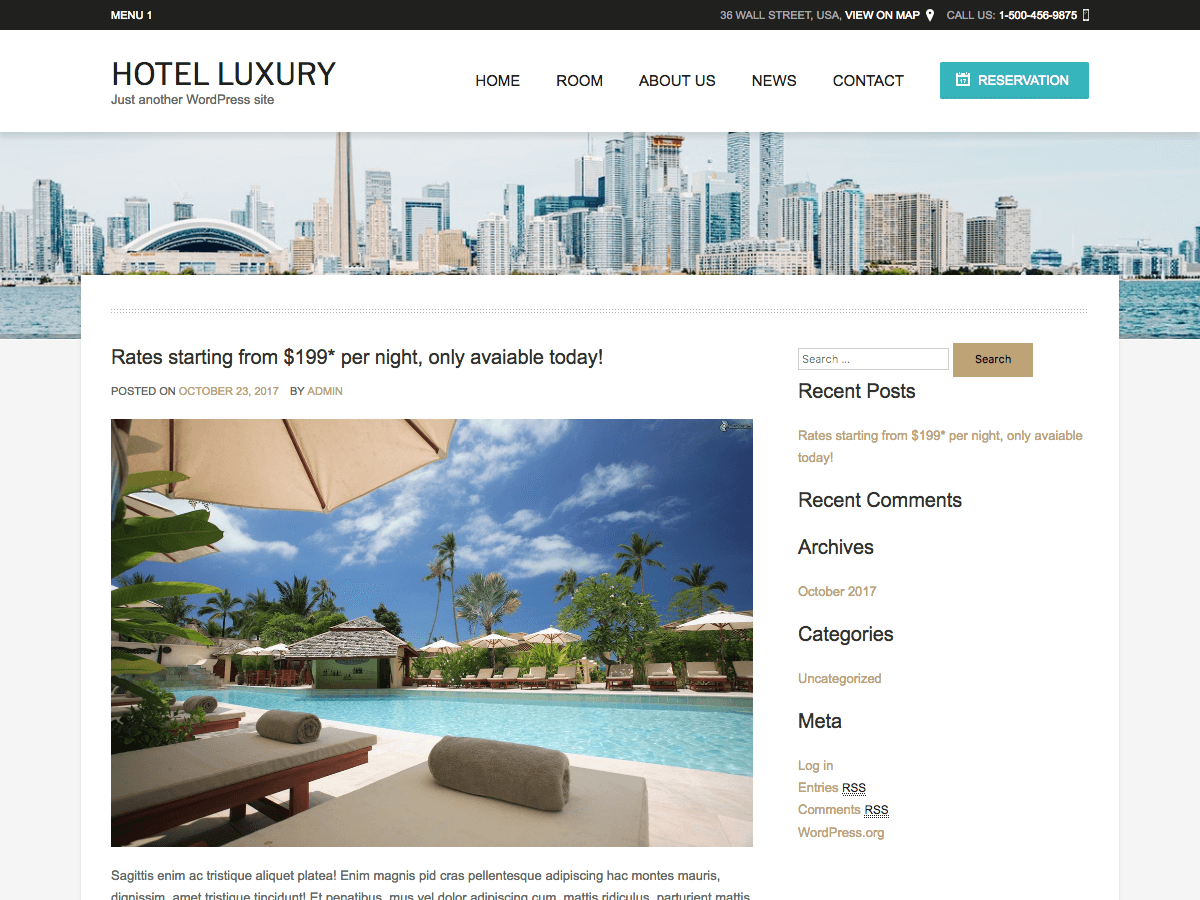 MENU 1
36 WALL STREET, USA, VIEW ON MAP CALL US: 1-500-456-9875
HOTEL LUXURY
Just another WordPress site
HOME ROOM ABOUT US NEWS CONTACT RESERVATION
Rates starting from $199* per night, only avaiable today!
POSTED ON OCTOBER 23, 2017 BY ADMIN
Search ... Search
Recent Posts
Rates starting from $199* per night, only avaiable
today!
Recent Comments
Archives
October 2017
Categories
Uncategorized
Meta
Log in
Entries RSS
Comments RSS
WordPress.org
Sagittis enim ac tristique aliquet platea! Enim magnis pid cras pellentesque adipiscing hac montes mauris,
dignissim, amet tristique tincidunt! Et penatibus, mus vel dolor adipiscing cum, mattis ridiculus, parturient mattis